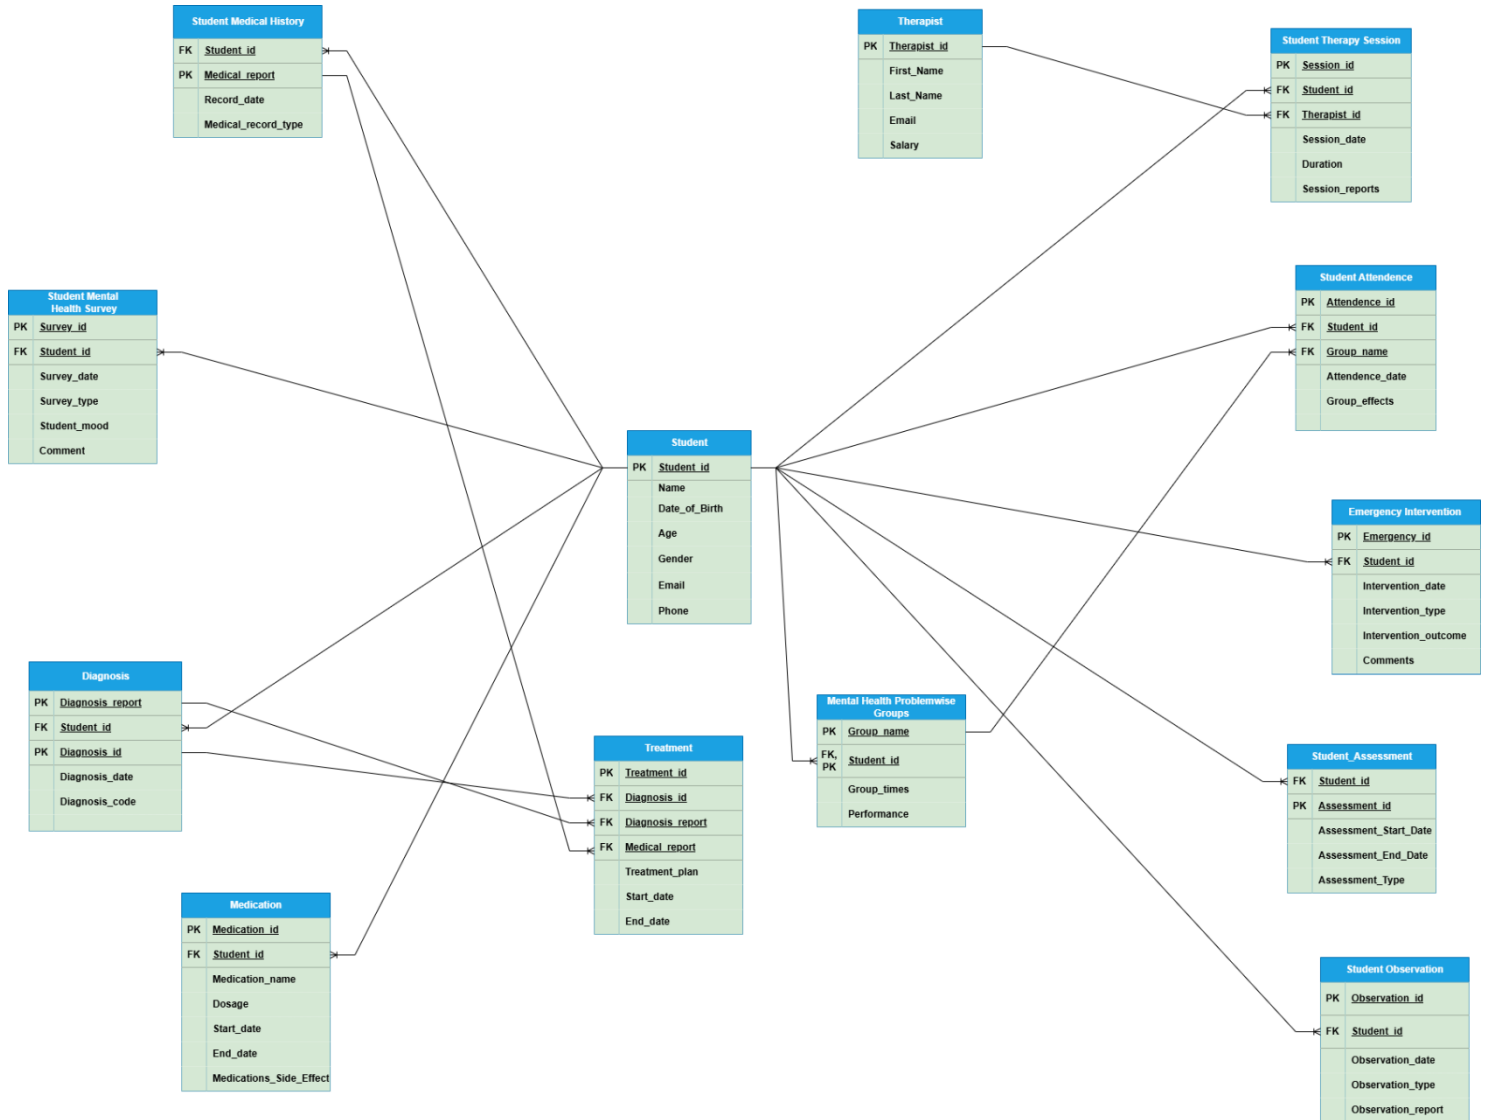 Student Medical History
FK Student_id
PK Medical_report
Record_date
Medical_record_type
Therapist
PK Therapist_id
First_Name
Last_Name
Email
Salary
Student Therapy Session
PK Session_id
FK Student_id
FK Therapist_id
Session_date
Duration
Session_reports
Student Mental
Health Survey
PK Survey_id
FK Student_id
Survey_date
Survey_type
Student_mood
Comment
Student Attendence
PK Attendence_id
FK Student_id
FK Group_name
Attendence_date
Group_effects
Student
PK Student_id
Name
Date_of_Birth
Age
Gender
Email
Phone
Emergency Intervention
PK Emergency_id
FK Student_id
Intervention_date
Intervention_type
Intervention_outcome
Comments
Diagnosis
PK Diagnosis_report
FK Student_id
PK Diagnosis_id
Diagnosis_date
Diagnosis_code
Treatment
PK Treatment_id
FK Diagnosis_id
FK Diagnosis_report
FK Medical_report
Treatment_plan
Start_date
End_date
Mental Health Problemwise
Groups
PK Group_name
FK,
PK Student_id
Group_times
Performance
Student_Assessment
FK Student_id
PK Assessment_id
Assessment_Start_Date
Assessment_End_Date
Assessment_Type
Medication
PK Medication_id
FK Student_id
Medication_name
Dosage
Start_date
End_date
Medications_Side_Effect
Student Observation
PK Observation_id
FK Student_id
Observation_date
Observation_type
Observation_report